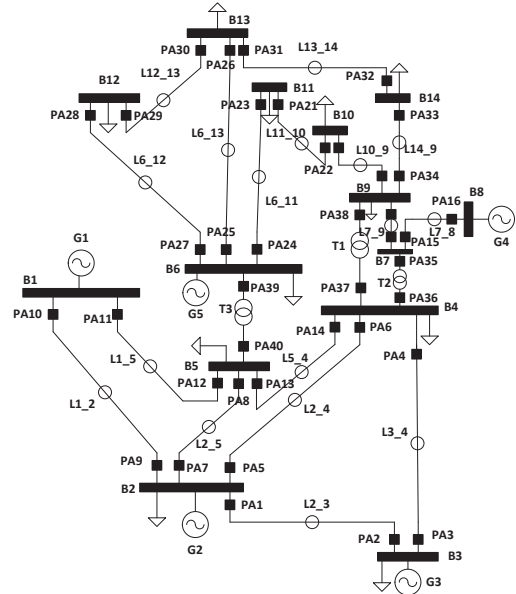 B13
PA30
PA26
PA31
L13_14
B12
L12_13
PA32
B11
PA28
PA29
PA23
PA21
B10
B14
PA33
L6_13
L11_10
L10_9
L14_9
PA22
L6_12
B9
PA34
B8
L6_11
PA38
PA16
G4
L7_9
L7_8
G1
PA27
PA25
PA24
T1
PA15
B7
PA35
B6
T2
B1
PA39
PA37
PA36
G5
B4
PA10
PA11
T3
PA14
PA6
PA40
PA4
L1_5
B5
L5_4
PA12
PA8
PA13
L1_2
L2_4
L2_5
L3_4
PA9
PA7
PA5
B2
PA1
L2_3
G2
PA2
PA3
B3
G3